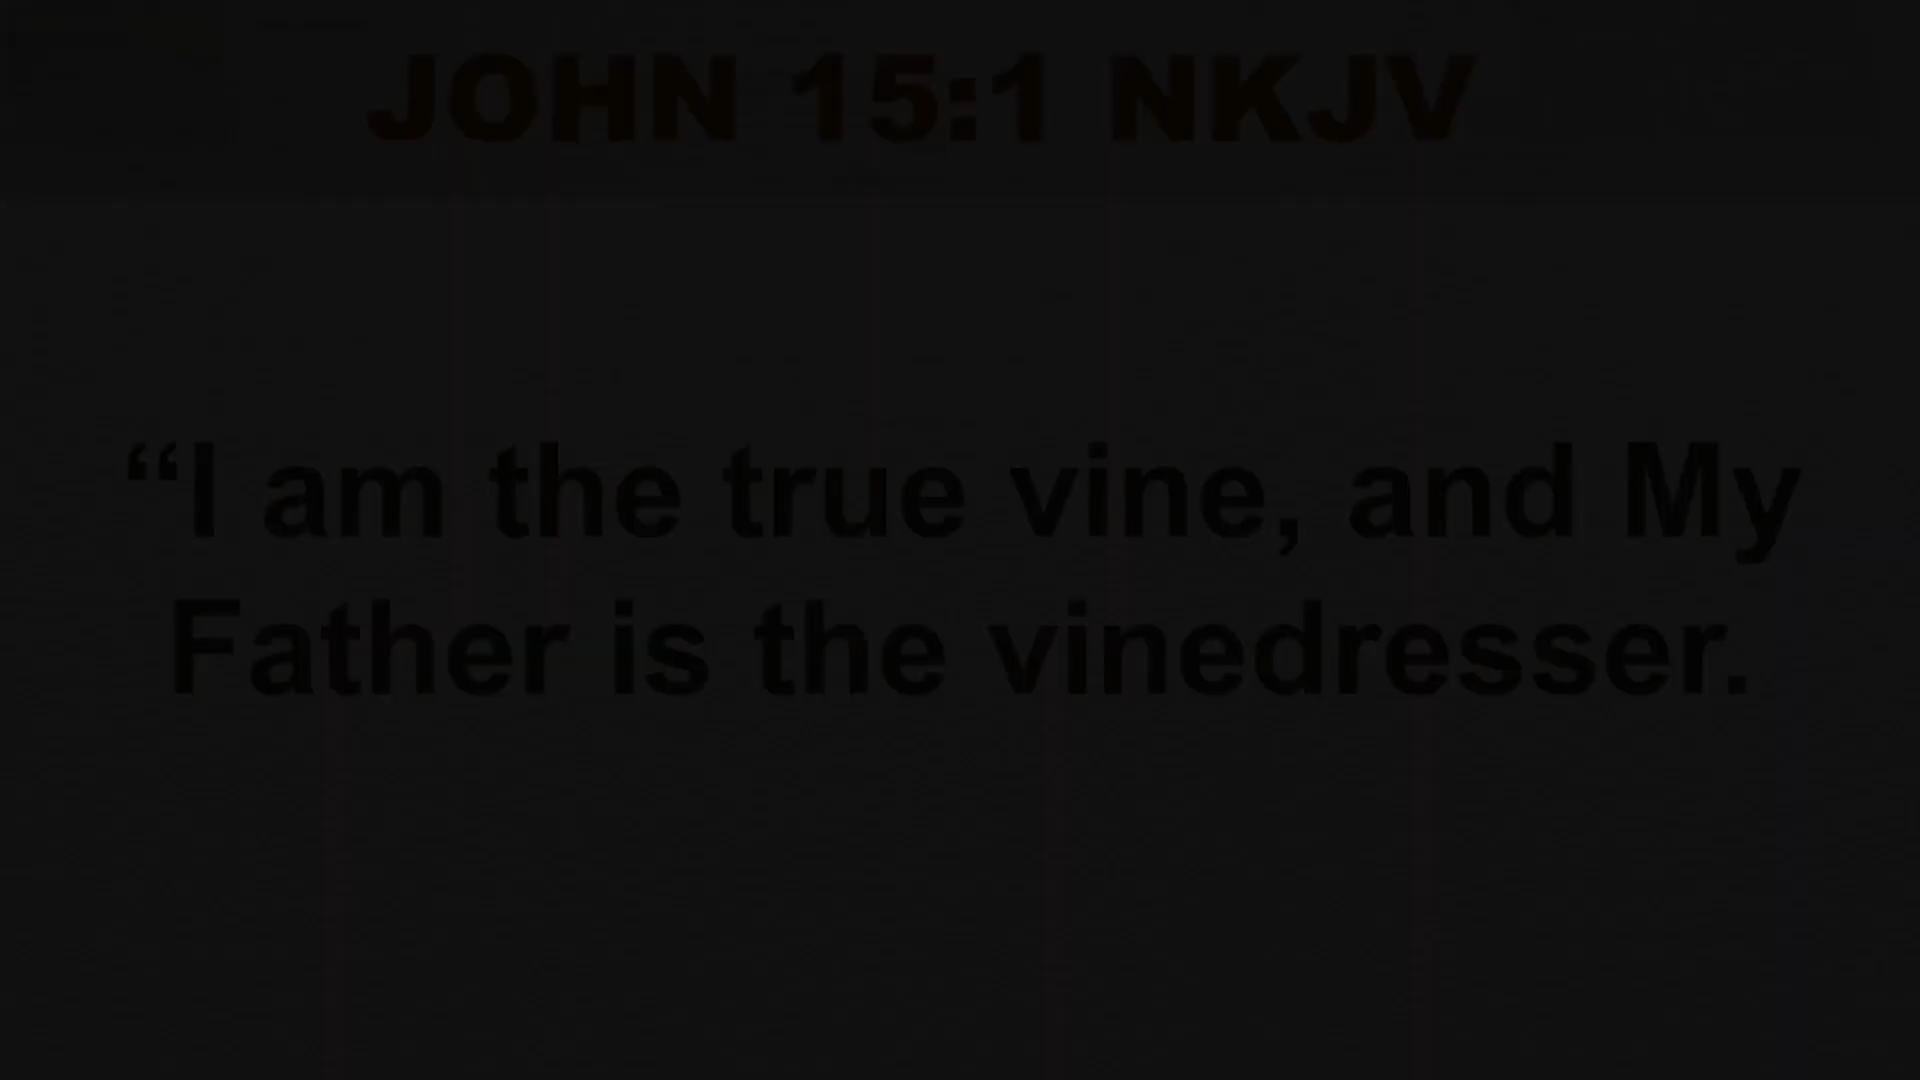 JOHN 15:1 NKJV
“I am the true vine, and My
Father is the vinedresser.